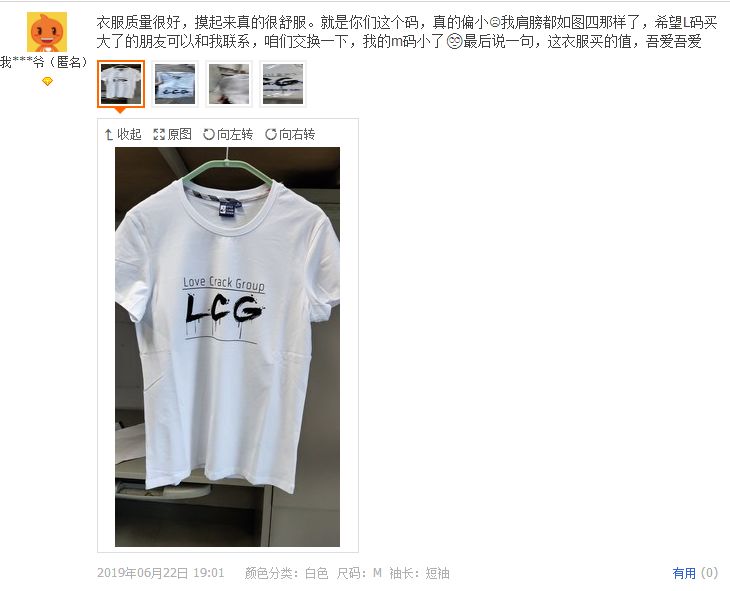 衣服质量很好，摸起来真的很舒服。就是你们这个码，真的偏小我肩膀都如图四那样了，希望L码买
大了的朋友可以和我联系，咱们交换一下，我的m码小了最后说一句，这衣服买的值，吾爱吾爱
我***爷（匿名）
收起 原图 向左转 向右转
Love Crack Group
LCG
2019年06月22日 19:01 颜色分类：白色 尺码：M 袖长：短袖 有用 (0)